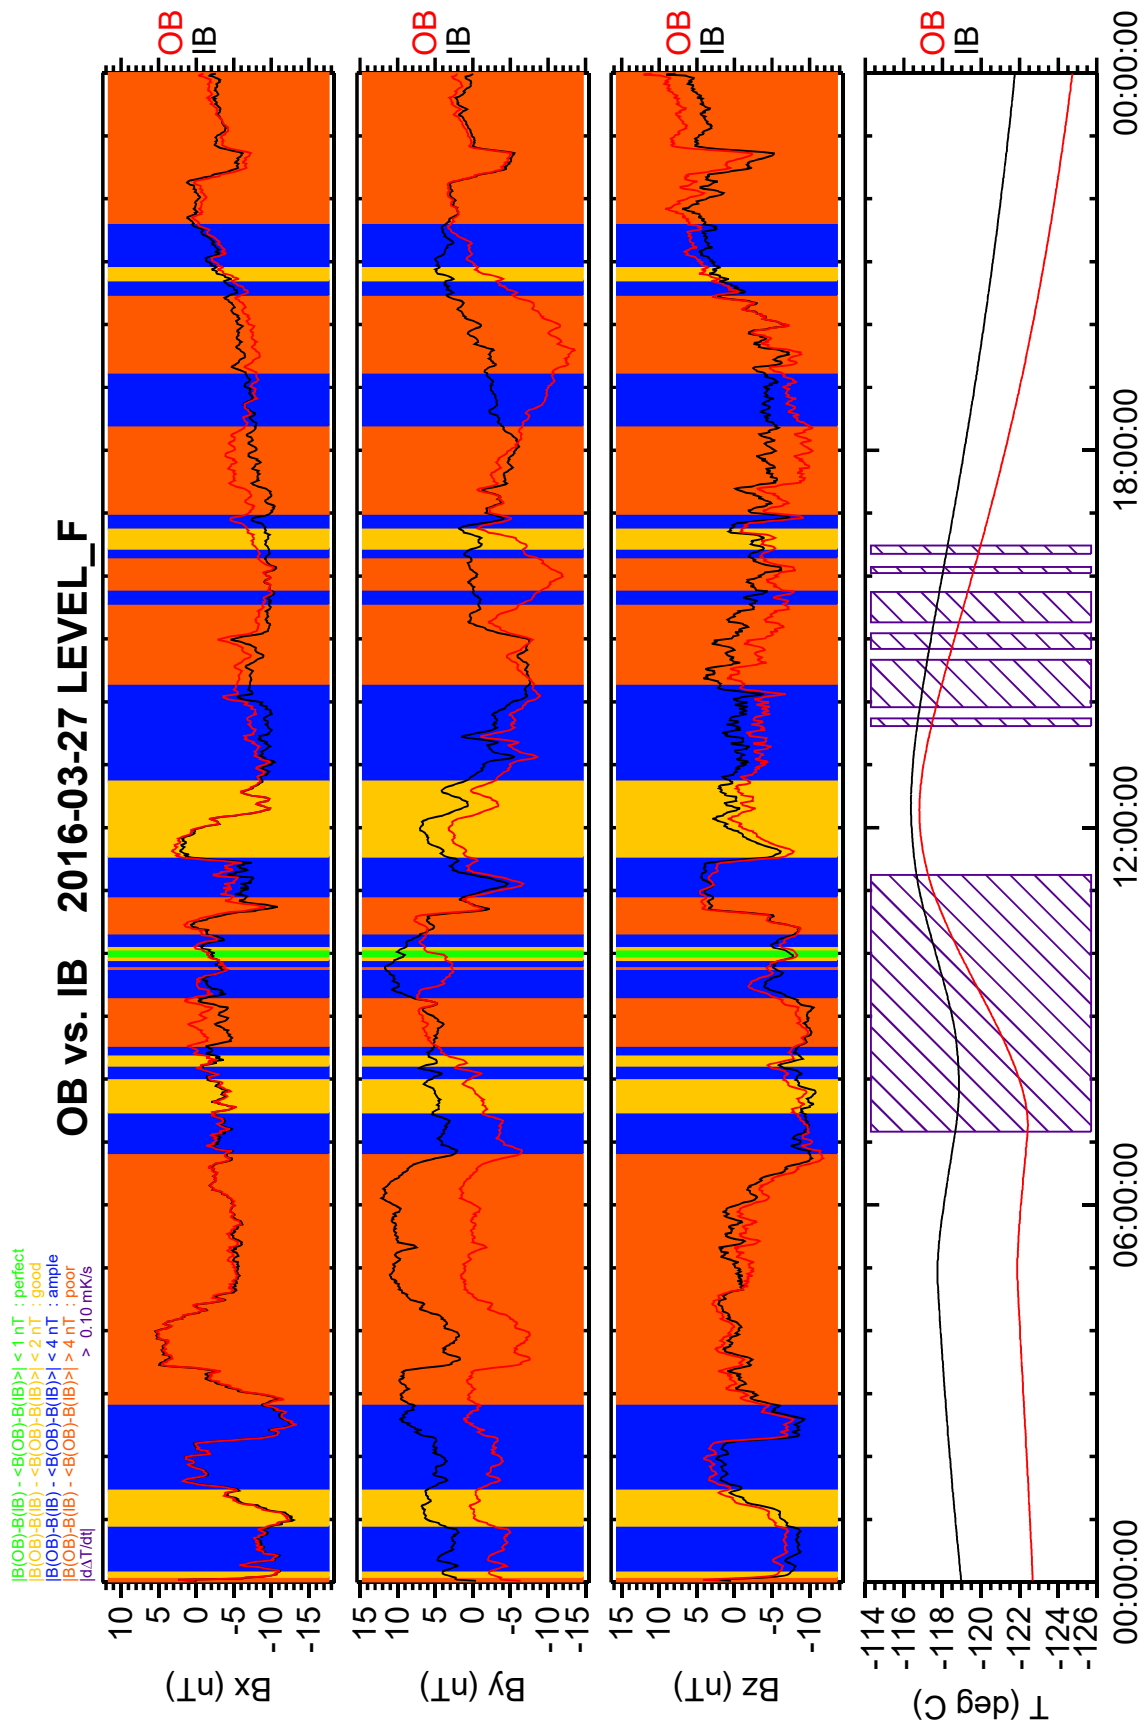 OB vs. IB 2016-03-27 LEVEL_F
|B(OB)-B(IB) - <B(OB)-B(IB)>| < 1 nT : perfect
|B(OB)-B(IB) - <B(OB)-B(IB)>| < 2 nT : good
|B(OB)-B(IB) - <B(OB)-B(IB)>| < 4 nT : ample
|B(OB)-B(IB) - <B(OB)-B(IB)>| > 4 nT : poor
|dΔT/dt| > 0.10 mK/s
Bx (nT)
10
5
0
-5
-10
-15
OB
IB
By (nT)
15
10
5
0
-5
-10
-15
OB
IB
Bz (nT)
10
5
0
-5
-10
OB
IB
T (deg C)
-114
-116
-118
-120
-122
-124
-126
OB
IB
00:00:00
06:00:00
12:00:00
18:00:00
00:00:00